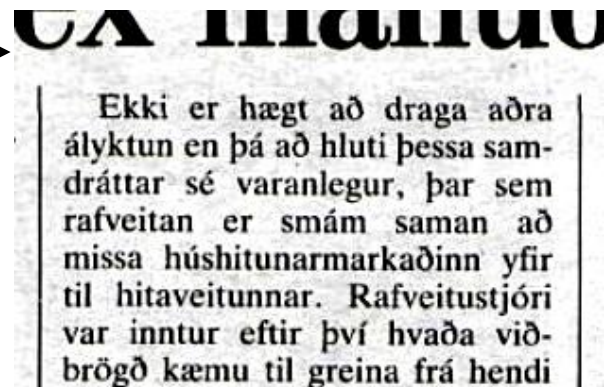 Ekki er hægt að draga aðra
ályktun en þá að hluti þessa sam-
dráttar sé varanlegur, þar sem
rafveitan er smám saman að
missa húshitunarmarkaðinn yfir
til hitaveitunnar. Rafveitustjóri
var inntur eftir því hvaða við-
brögð kæmu til greina frá hendi